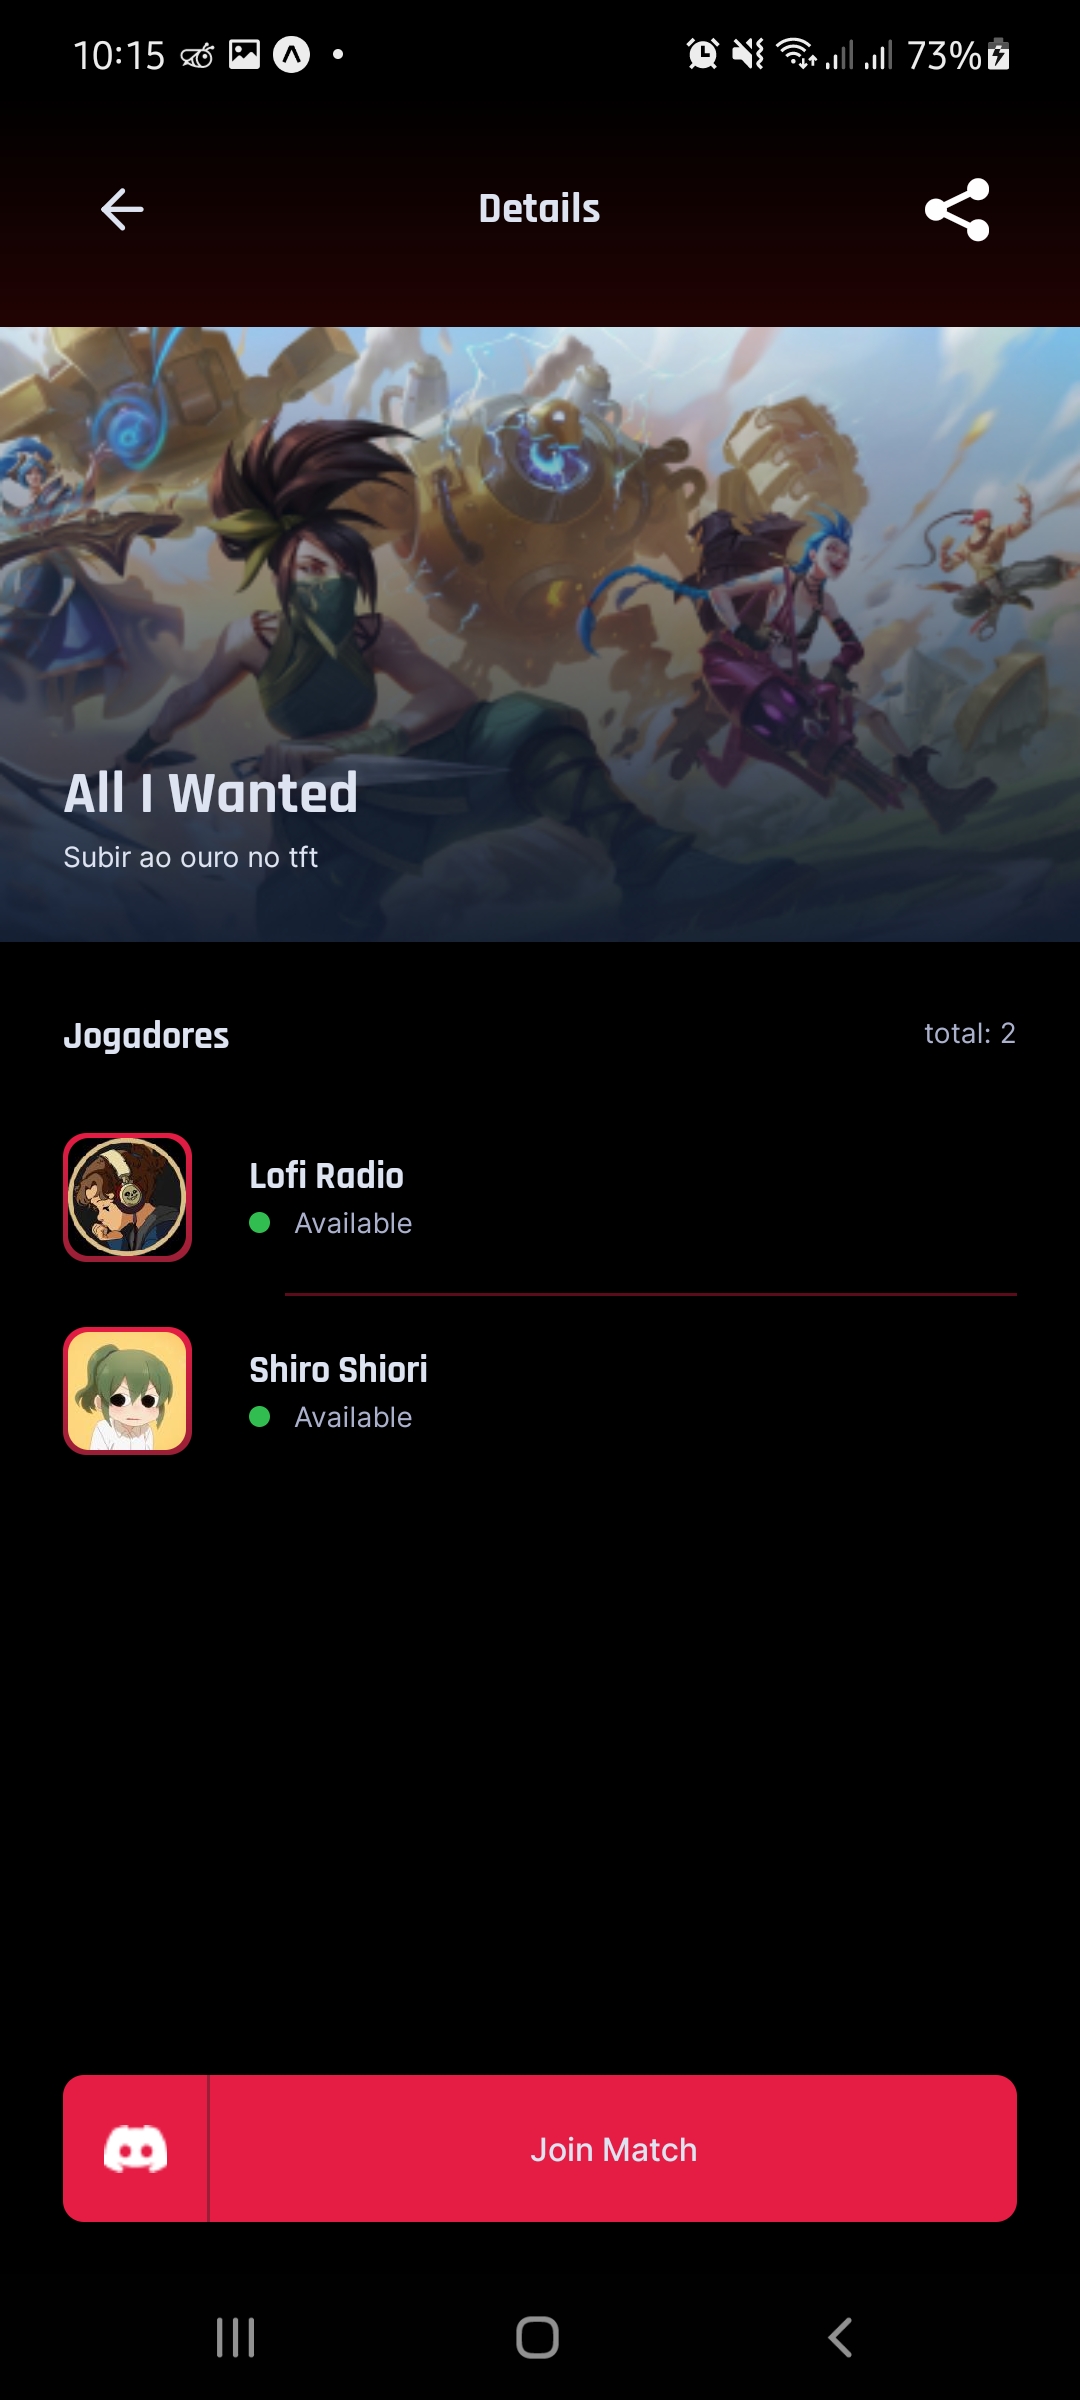 10:15
73%
Details
All I Wanted
Subir ao ouro no tft
Jogadores
total: 2
Lofi Radio
Available
Shiro Shiori
Available
Join Match